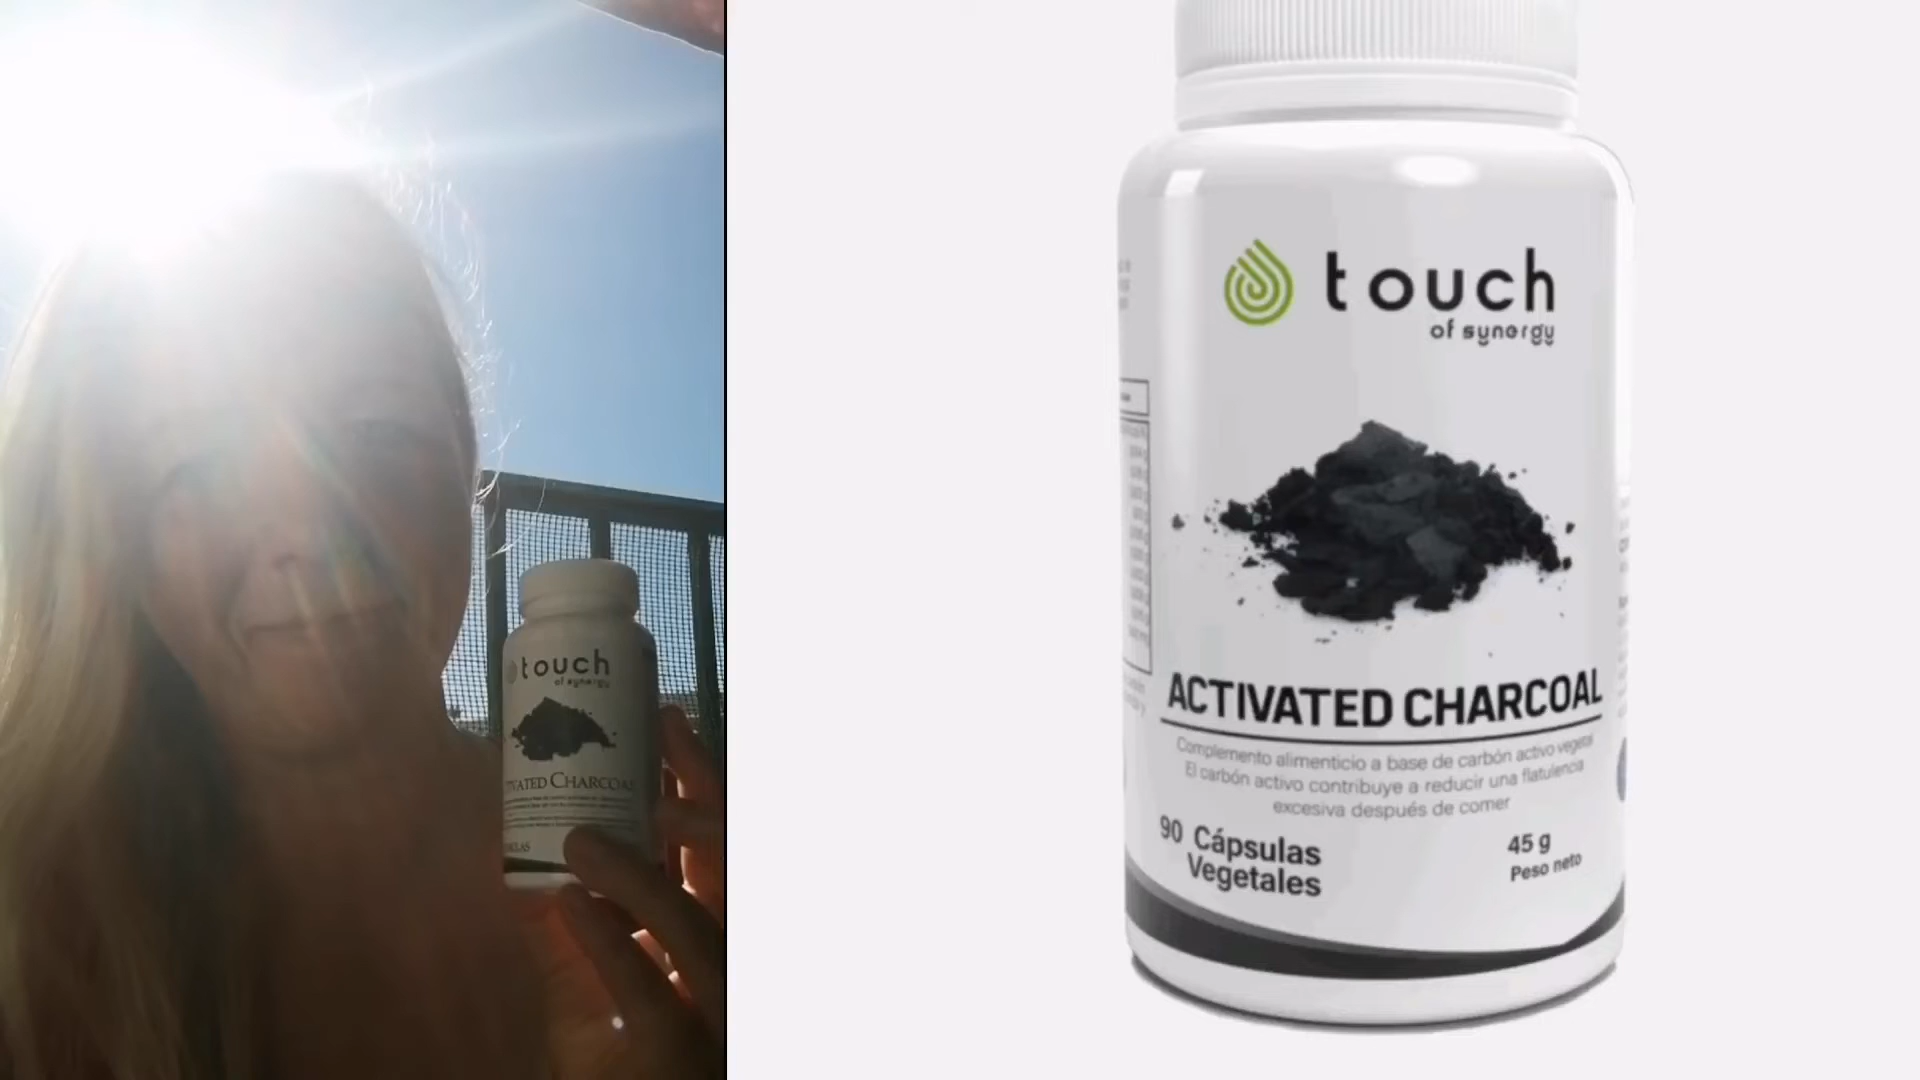 touch
of synergy
TIVATED CHARCOAL
touch
of synergy
ACTIVATED CHARCOAL
Complemento alimenticio a base de carbón activo vegetal
El carbón activo contribuye a reducir una flatulencia
excesiva después de comer
90 Cápsulas
Vegetales
45 g
Peso neto